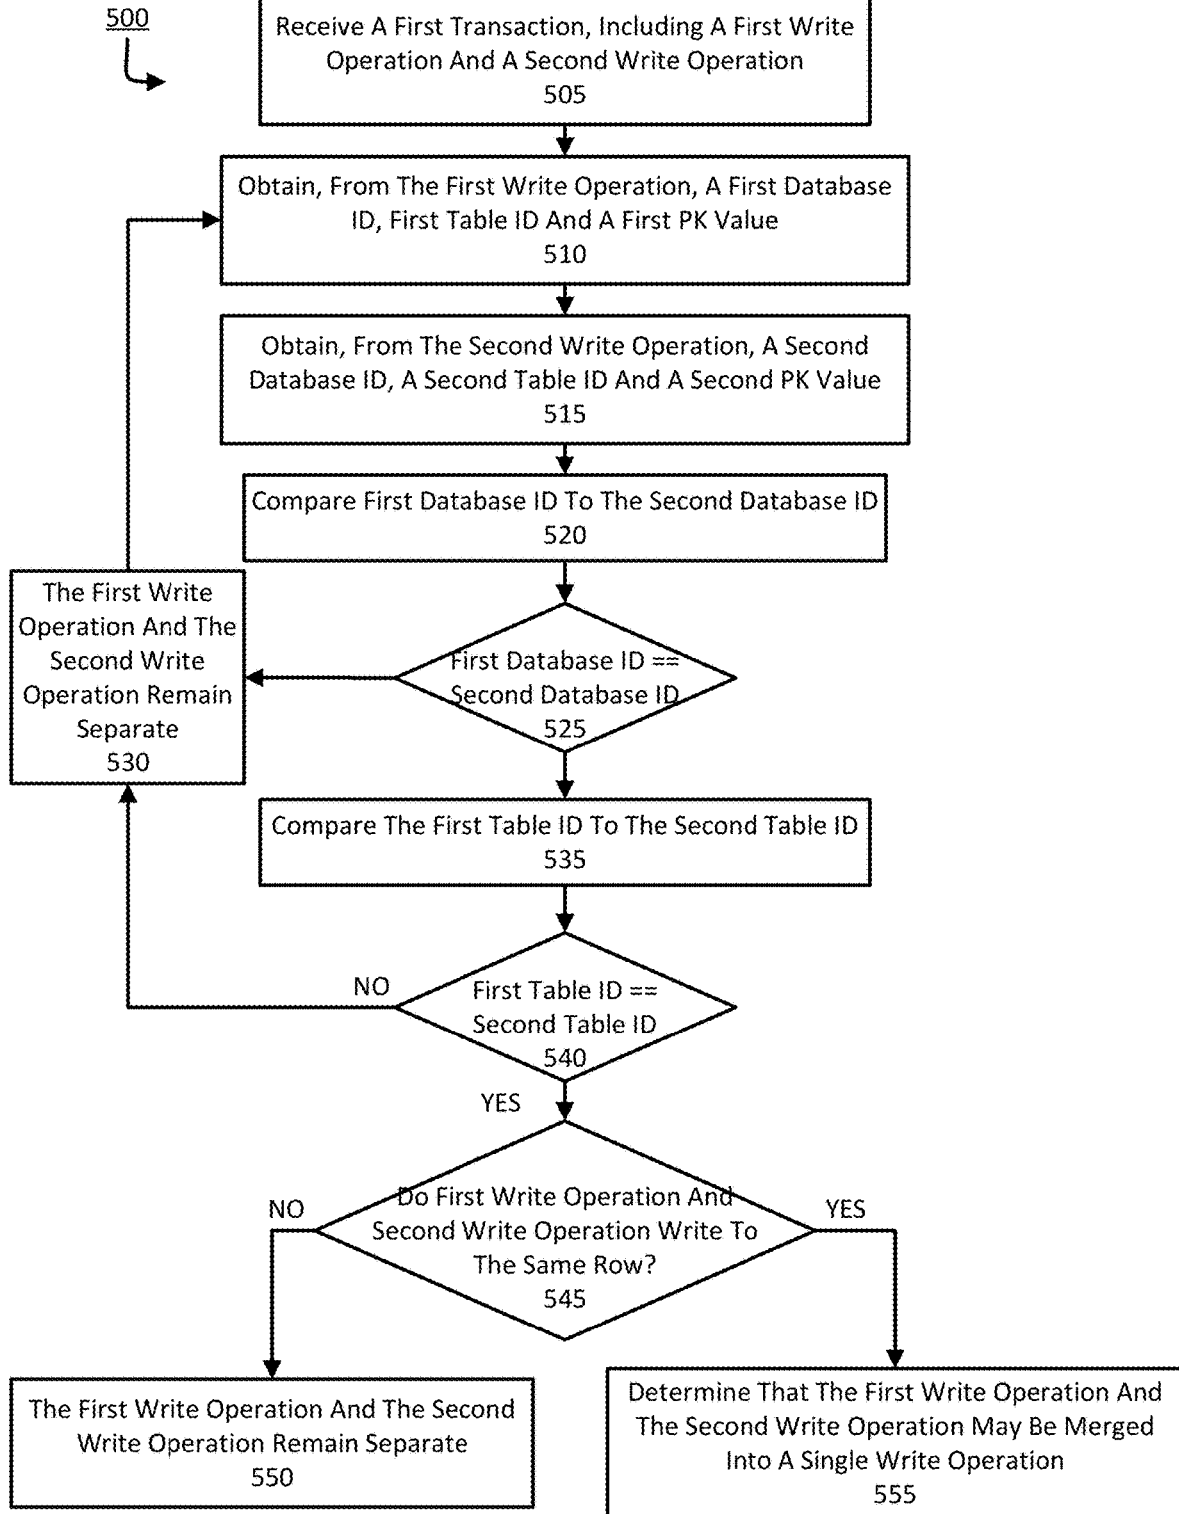 500
Receive A First Transaction, Including A First Write
Operation And A Second Write Operation
505
Obtain, From The First Write Operation, A First Database
ID, First Table ID And A First PK Value
510
Obtain, From The Second Write Operation, A Second
Database ID, A Second Table ID And A Second PK Value
515
Compare First Database ID To The Second Database ID
520
The First Write
Operation And The
Second Write
Operation Remain
Separate
530
First Database ID ==
Second Database ID
525
Compare The First Table ID To The Second Table ID
535
NO
First Table ID ==
Second Table ID
540
YES
NO
Do First Write Operation And
Second Write Operation Write To
The Same Row?
545
YES
The First Write Operation And The Second
Write Operation Remain Separate
550
Determine That The First Write Operation And
The Second Write Operation May Be Merged
Into A Single Write Operation
555